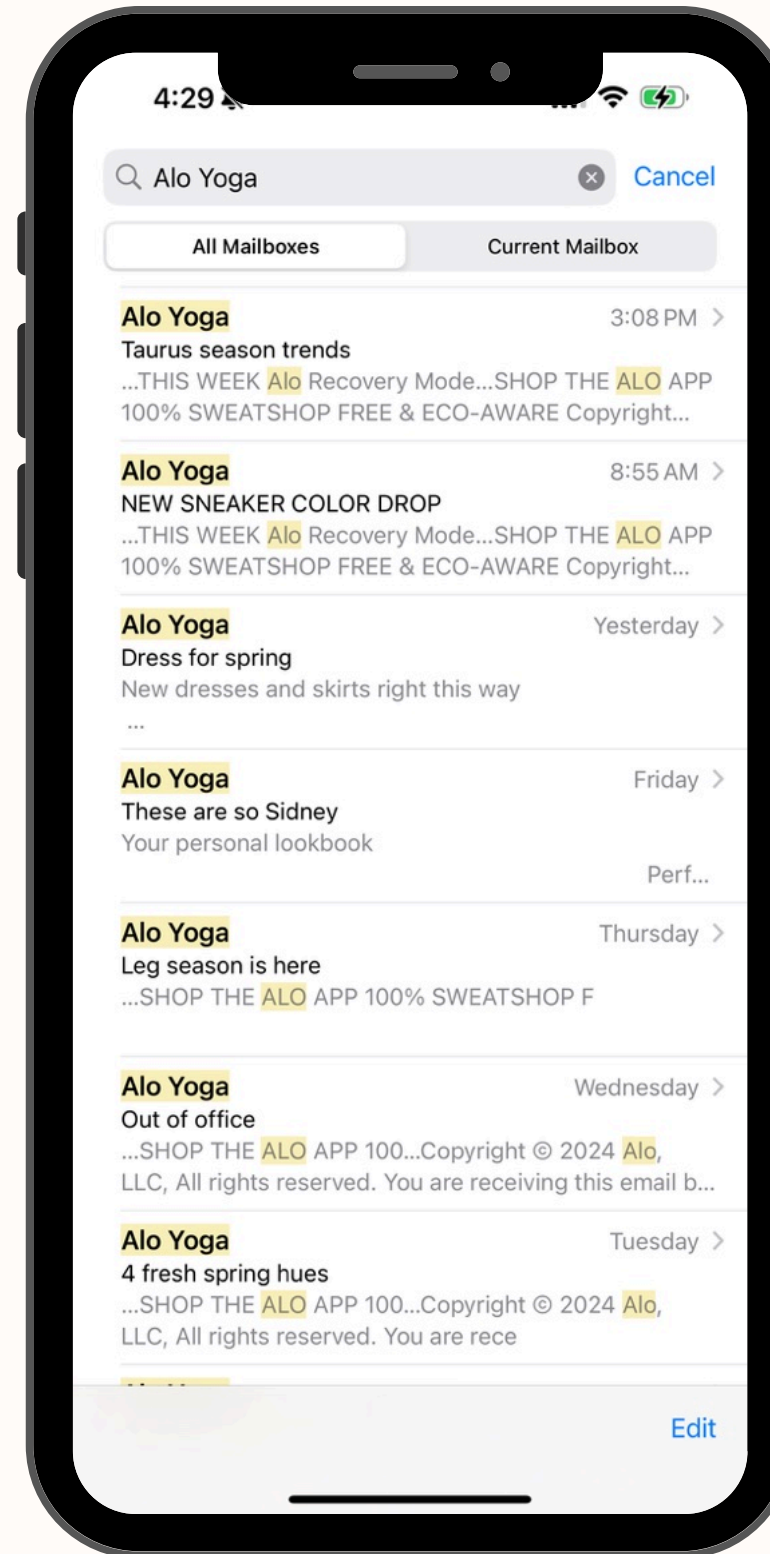 4:29
Alo Yoga
Cancel
All Mailboxes
Current Mailbox
Alo Yoga 3:08 PM
Taurus season trends
...THIS WEEK Alo Recovery Mode...SHOP THE ALO APP
100% SWEATSHOP FREE & ECO-AWARE Copyright...
Alo Yoga 8:55 AM
NEW SNEAKER COLOR DROP
...THIS WEEK Alo Recovery Mode...SHOP THE ALO APP
100% SWEATSHOP FREE & ECO-AWARE Copyright...
Alo Yoga Yesterday
Dress for spring
New dresses and skirts right this way
...
Alo Yoga Friday
These are so Sidney
Your personal lookbook
Perf...
Alo Yoga Thursday
Leg season is here
...SHOP THE ALO APP 100% SWEATSHOP F
Alo Yoga Wednesday
Out of office
...SHOP THE ALO APP 100...Copyright © 2024 Alo,
LLC, All rights reserved. You are receiving this email b...
Alo Yoga Tuesday
4 fresh spring hues
...SHOP THE ALO APP 100...Copyright © 2024 Alo,
LLC, All rights reserved. You are rece
Edit